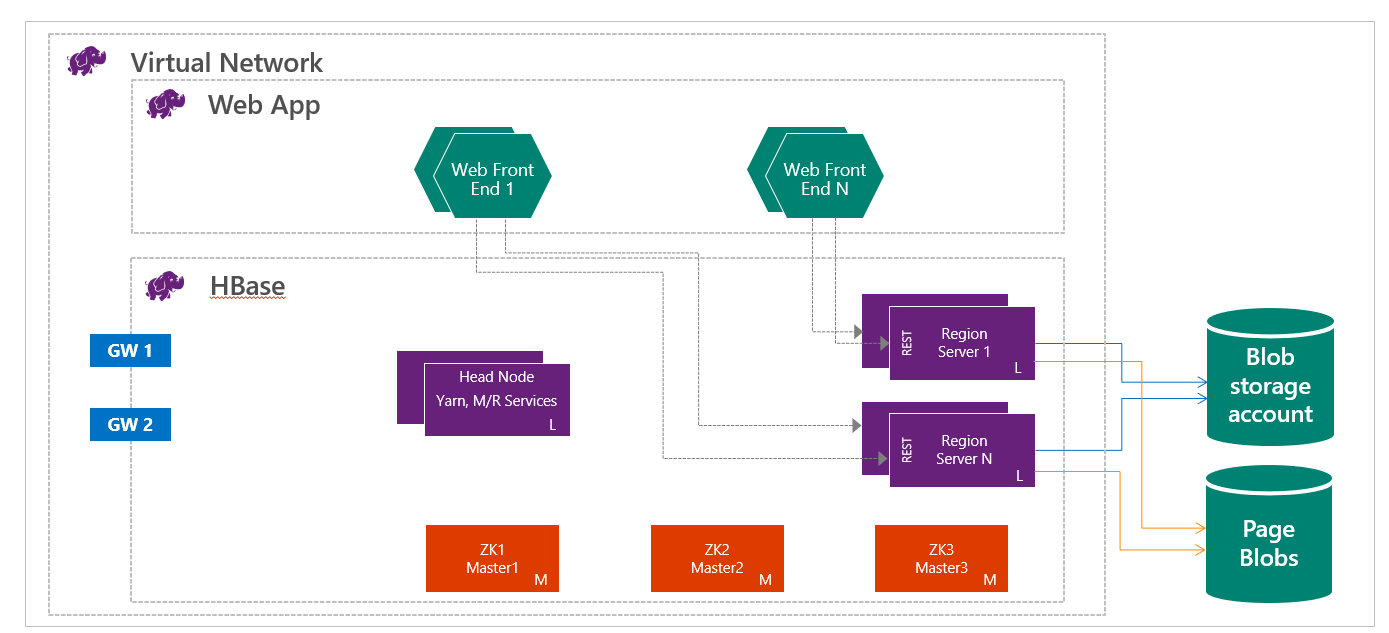 Virtual Network
Web App
Web Front
End 1
Web Front
End N
HBase
GW 1
GW 2
Head Node
Yarn, M/R Services
L
REST
Region
Server 1
L
REST
Region
Server N
L
ZK1
Master1
M
ZK2
Master2
M
ZK3
Master3
M
Blob
storage
account
Page
Blobs